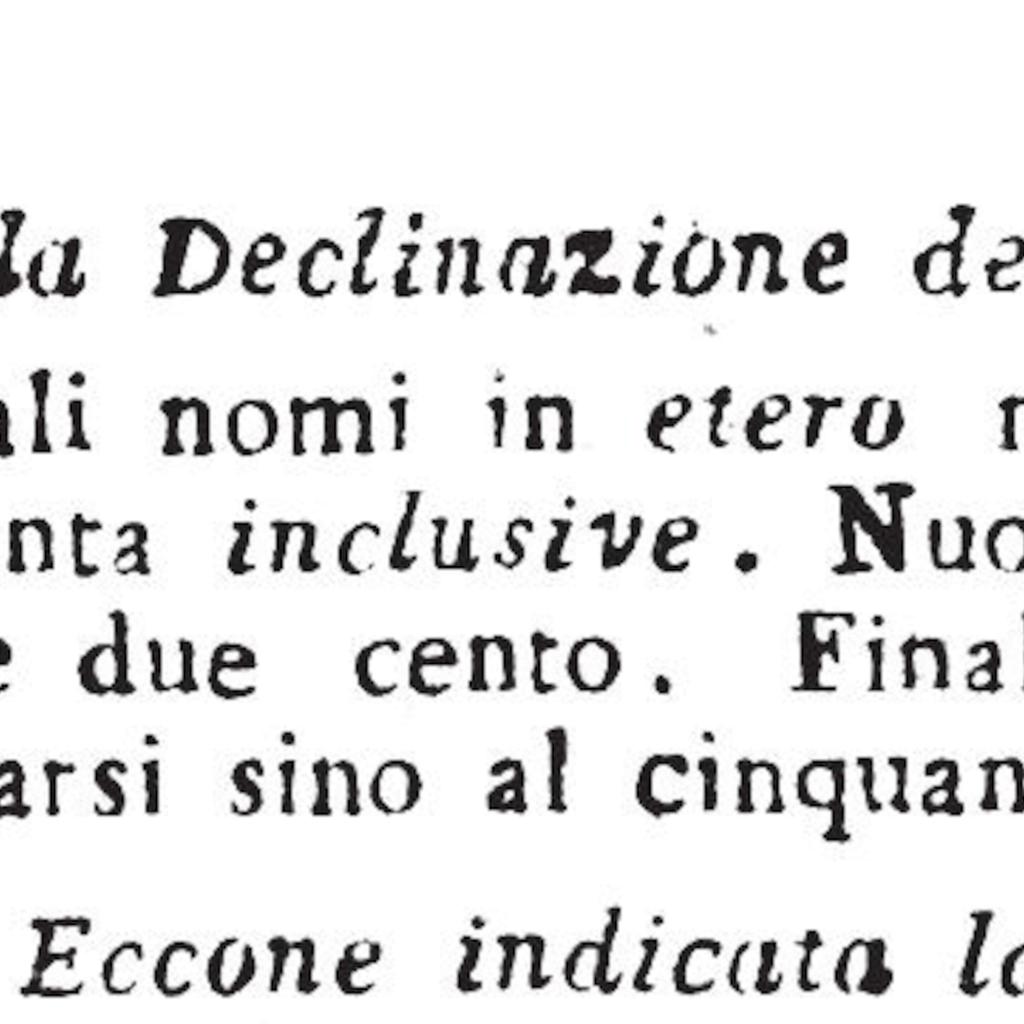 la Declinazione de
ali nomi in etero
nta inclusive. Nuo
e due cento. Final
arsi sino al cinquan
Eccone indicata la